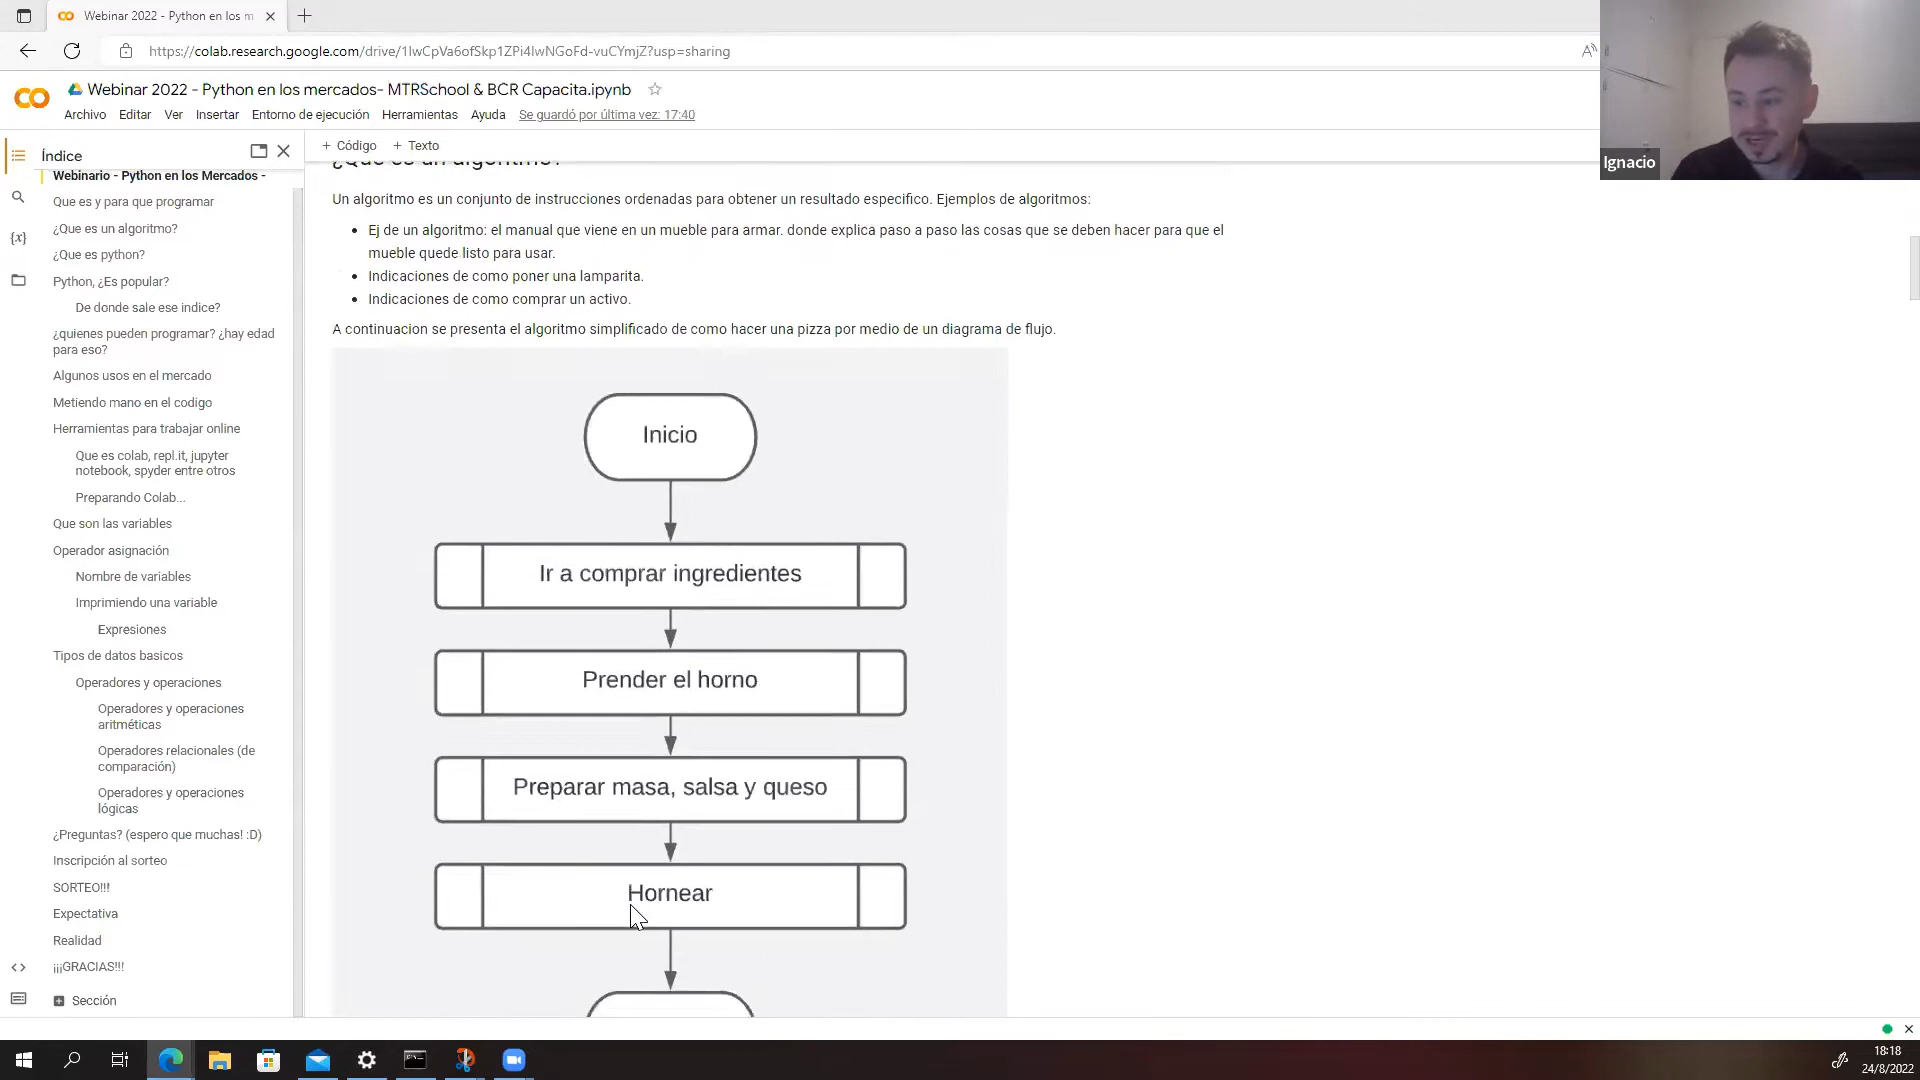 Webinar 2022 - Python en los m
https://colab.research.google.com/drive/1IwCpVa6ofSkp1ZPi4lwNGoFd-vuCYmjZ?usp=sharing
Webinar 2022 - Python en los mercados- MTRSchool & BCR Capacita.ipynb
Archivo Editar Ver Insertar Entorno de ejecución Herramientas Ayuda Se guardó por última vez: 17:40
Ignacio
Índice
+ Código + Texto
Webinario - Python en los Mercados -
Que es y para que programar
¿Que es un algoritmo?
¿Que es python?
Python, ¿Es popular?
De donde sale ese indice?
¿quienes pueden programar? ¿hay edad
para eso?
Algunos usos en el mercado
Metiendo mano en el codigo
Herramientas para trabajar online
Que es colab, repl.it, jupyter
notebook, spyder entre otros
Preparando Colab...
Que son las variables
Operador asignación
Nombre de variables
Imprimiendo una variable
Expresiones
Tipos de datos basicos
Operadores y operaciones
Operadores y operaciones
aritméticas
Operadores relacionales (de
comparación)
Operadores y operaciones
lógicas
¿Preguntas? (espero que muchas! :D)
Inscripción al sorteo
SORTEO!!!
Expectativa
Realidad
¡¡¡GRACIAS!!!
Sección
¿Que es un algoritmo?
Un algoritmo es un conjunto de instrucciones ordenadas para obtener un resultado especifico. Ejemplos de algoritmos:
• Ej de un algoritmo: el manual que viene en un mueble para armar. donde explica paso a paso las cosas que se deben hacer para que el
mueble quede listo para usar.
• Indicaciones de como poner una lamparita.
• Indicaciones de como comprar un activo.
A continuacion se presenta el algoritmo simplificado de como hacer una pizza por medio de un diagrama de flujo.
Inicio
Ir a comprar ingredientes
Prender el horno
Preparar masa, salsa y queso
Hornear
18:18
24/8/2022